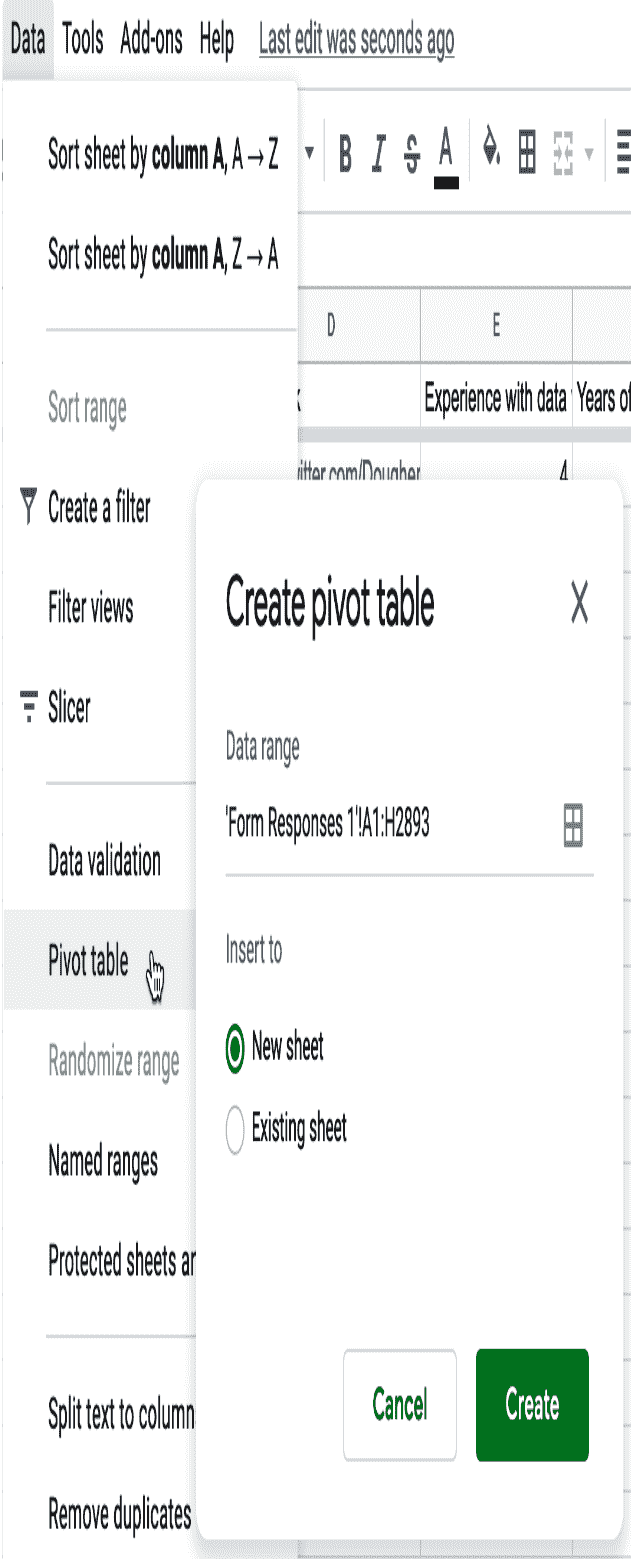 Data Tools Add-ons Help Last edit was seconds ago
Sort sheet by column A, A → Z
B I S A
Sort sheet by column A, Z → A
D E
Sort range
Experience with data Years of
itter.com/Dougher 4
Create a filter
Filter views
Slicer
Data validation
Pivot table
Randomize range
Named ranges
Protected sheets ar
Split text to column
Remove duplicates
Create pivot table
Data range
'Form Responses 1'!A1:H2893
Insert to
New sheet
Existing sheet
Cancel Create